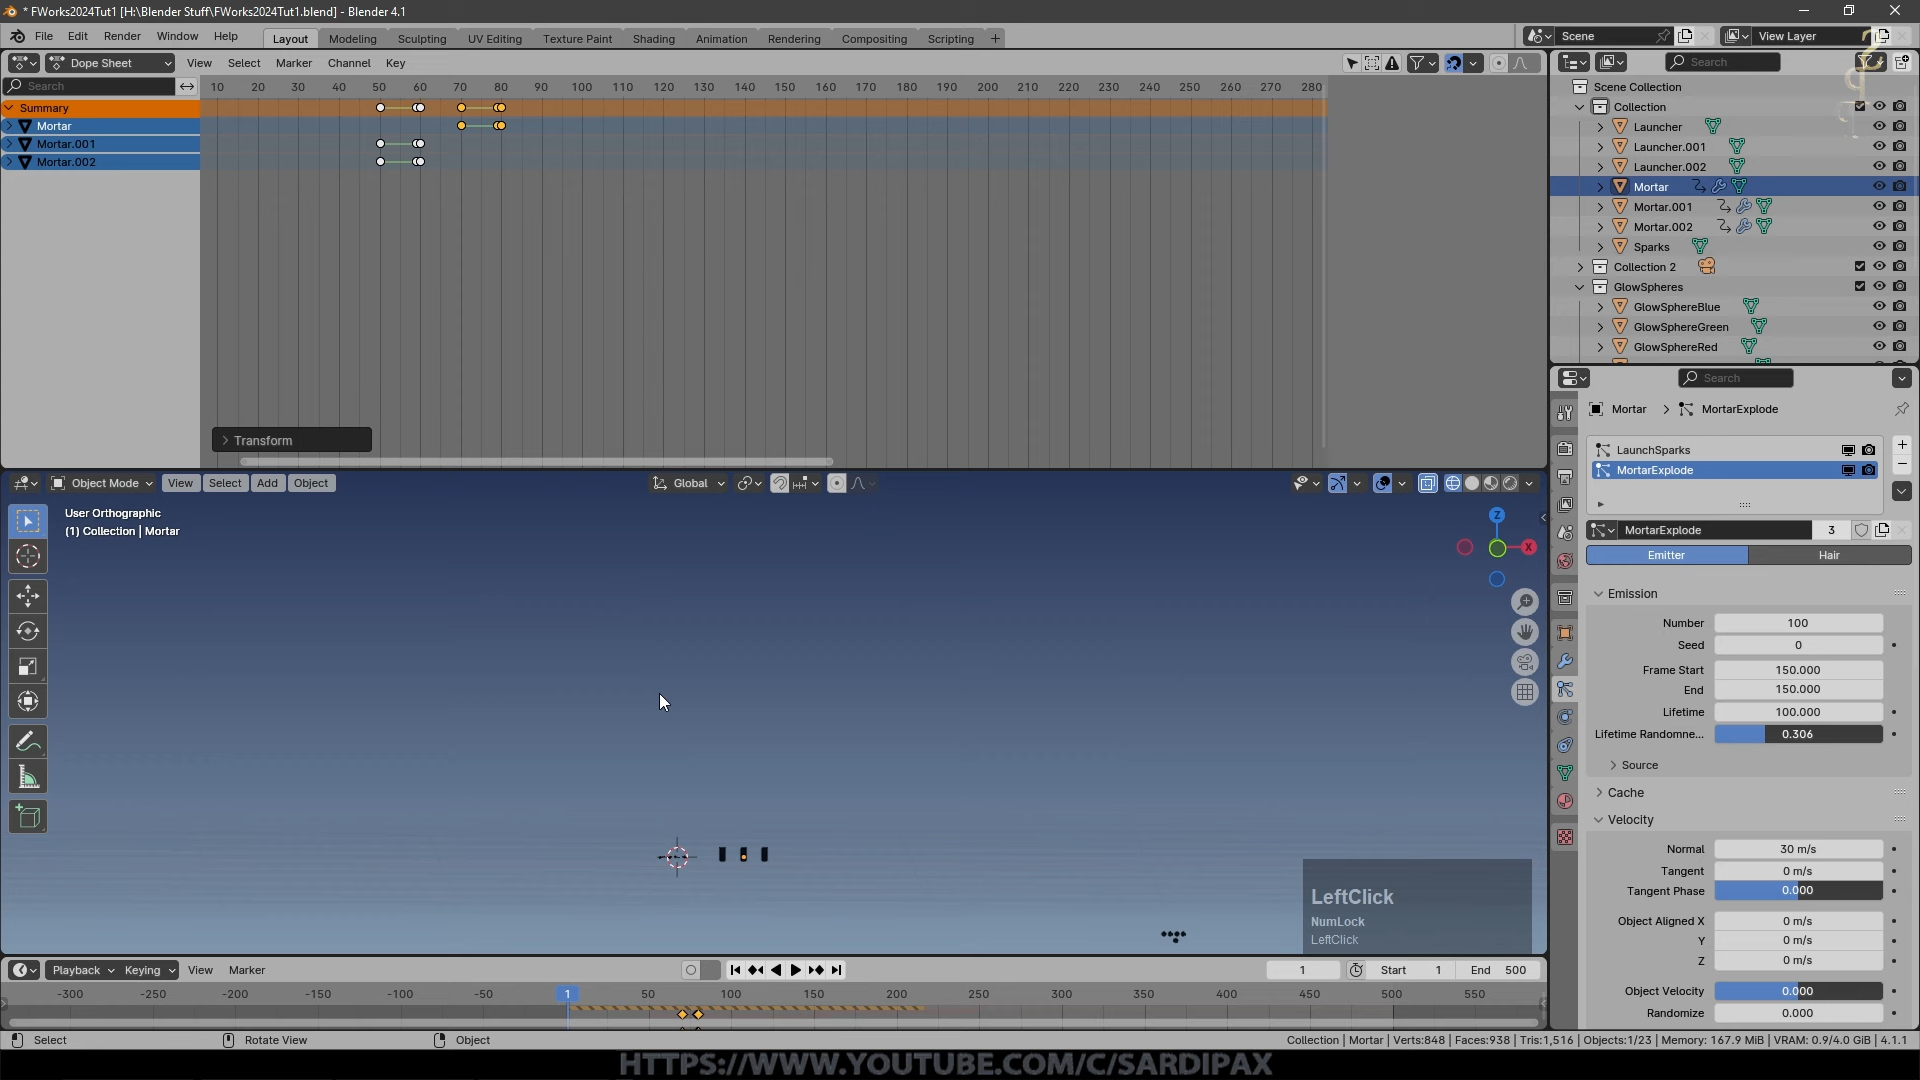 * FWorks2024Tut1 [H:\Blender Stuff\FWorks2024Tut1.blend] - Blender 4.1
File Edit Render Window Help
Layout Modeling Sculpting UV Editing Texture Paint Shading Animation Rendering Compositing Scripting +
Scene View Layer
Dope Sheet View Select Marker Channel Key
Search
10 20 30 40 50 60 70 80 90 100 110 120 130 140 150 160 170 180 190 200 210 220 230 240 250 260 270 280
Summary
Mortar
Mortar.001
Mortar.002
Transform
Search
Scene Collection
Collection
Launcher
Launcher.001
Launcher.002
Mortar
Mortar.001
Mortar.002
Sparks
Collection 2
GlowSpheres
GlowSphereBlue
GlowSphereGreen
GlowSphereRed
Object Mode View Select Add Object
Global
User Orthographic
(1) Collection | Mortar
Z
X
LeftClick
NumLock
LeftClick
Search
Mortar > MortarExplode
LaunchSparks
MortarExplode
MortarExplode 3
Emitter Hair
Emission
Number 100
Seed 0
Frame Start 150.000
End 150.000
Lifetime 100.000
Lifetime Randomne... 0.306
Source
Cache
Velocity
Normal 30 m/s
Tangent 0 m/s
Tangent Phase 0.000
Object Aligned X 0 m/s
Y 0 m/s
Z 0 m/s
Object Velocity 0.000
Randomize 0.000
Playback Keying View Marker
1 Start 1 End 500
-300 -250 -200 -150 -100 -50 1 50 100 150 200 250 300 350 400 450 500 550
Select Rotate View Object
Collection | Mortar | Verts:848 | Faces:938 | Tris:1,516 | Objects:1/23 | Memory: 167.9 MiB | VRAM: 0.9/4.0 GiB | 4.1.1
HTTPS://WWW.YOUTUBE.COM/C/SARDIPAX